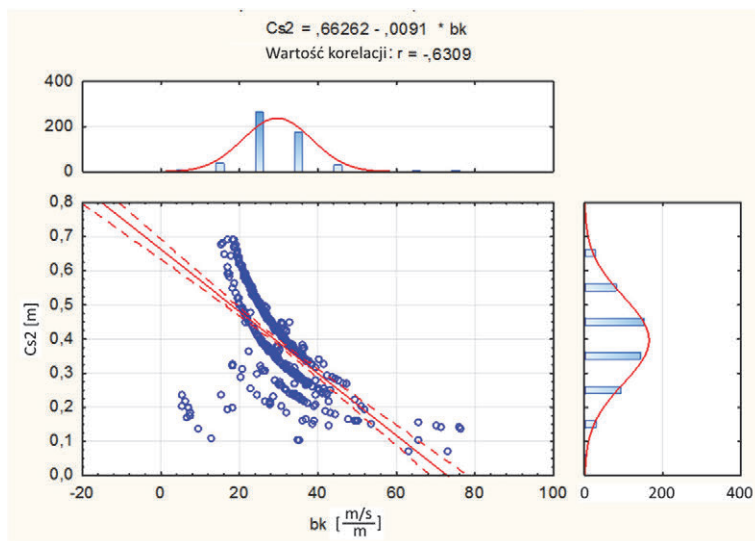 Cs2 = ,66262 - ,0091 * bk
Wartość korelacji: r = -,6309
400
200
0
0,8
0,7
0,6
0,5
0,4
0,3
0,2
0,1
0,0
Cs2 [m]
-20 0 20 40 60 80 100
bk [m/s
m]
0 200 400